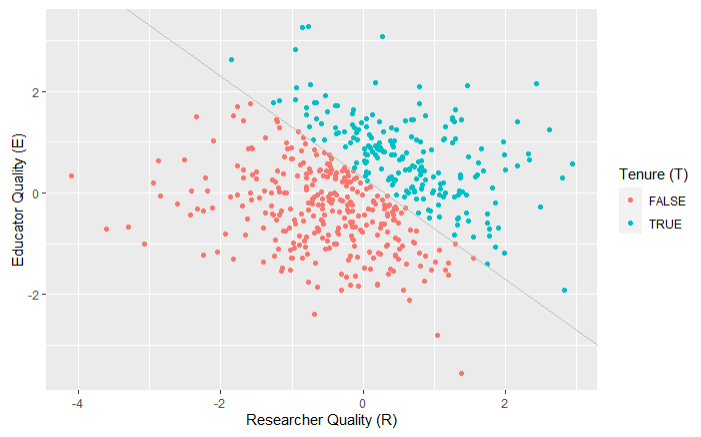 Educator Quality (E)
2
0
-2
-4
-2
0
2
Researcher Quality (R)
Tenure (T)
FALSE
TRUE